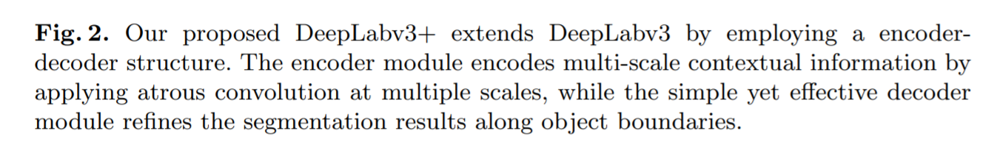 Fig. 2. Our proposed DeepLabv3+ extends DeepLabv3 by employing a encoder-
decoder structure. The encoder module encodes multi-scale contextual information by
applying atrous convolution at multiple scales, while the simple yet effective decoder
module refines the segmentation results along object boundaries.